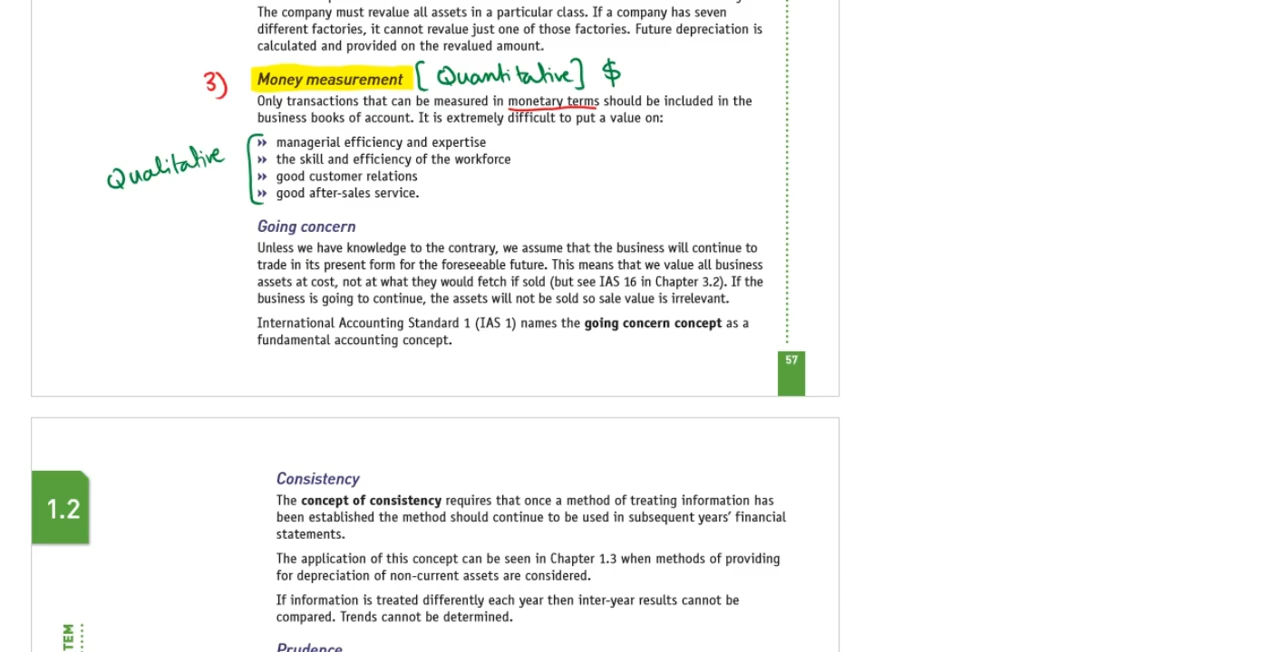 The company must revalue all assets in a particular class. If a company has seven
different factories, it cannot revalue just one of those factories. Future depreciation is
calculated and provided on the revalued amount.
3) Money measurement [Quantitative] $
Only transactions that can be measured in monetary terms should be included in the
business books of account. It is extremely difficult to put a value on:
Qualitative
» managerial efficiency and expertise
» the skill and efficiency of the workforce
» good customer relations
» good after-sales service.
Going concern
Unless we have knowledge to the contrary, we assume that the business will continue to
trade in its present form for the foreseeable future. This means that we value all business
assets at cost, not at what they would fetch if sold (but see IAS 16 in Chapter 3.2). If the
business is going to continue, the assets will not be sold so sale value is irrelevant.
International Accounting Standard 1 (IAS 1) names the going concern concept as a
fundamental accounting concept.
57
1.2
Consistency
The concept of consistency requires that once a method of treating information has
been established the method should continue to be used in subsequent years' financial
statements.
The application of this concept can be seen in Chapter 1.3 when methods of providing
for depreciation of non-current assets are considered.
If information is treated differently each year then inter-year results cannot be
compared. Trends cannot be determined.
TEM
Prudence